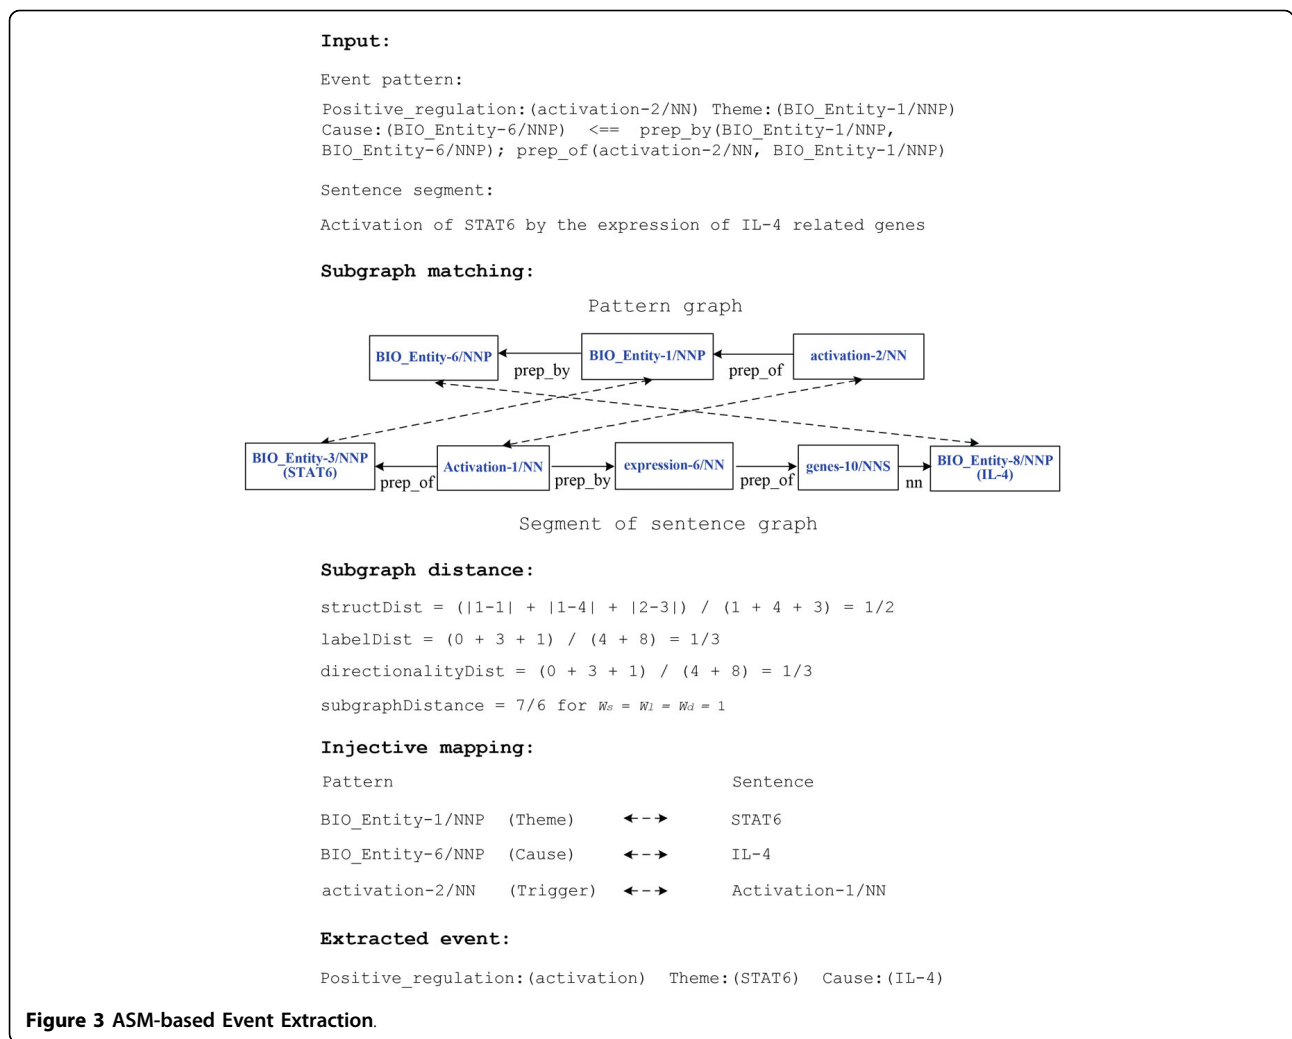 Input:
Event pattern:
Positive_regulation:(activation-2/NN) Theme:(BIO_Entity-1/NNP)
Cause:(BIO_Entity-6/NNP) <== prep_by(BIO_Entity-1/NNP,
BIO_Entity-6/NNP); prep_of(activation-2/NN, BIO_Entity-1/NNP)
Sentence segment:
Activation of STAT6 by the expression of IL-4 related genes
Subgraph matching:
Pattern graph
BIO_Entity-6/NNP BIO_Entity-1/NNP activation-2/NN
prep_by prep_of
BIO_Entity-3/NNP Activation-1/NN expression-6/NN genes-10/NNS BIO_Entity-8/NNP
(STAT6) (IL-4)
prep_of prep_by prep_of nn
Segment of sentence graph
Subgraph distance:
structDist = (|1-1| + |1-4| + |2-3|) / (1 + 4 + 3) = 1/2
labelDist = (0 + 3 + 1) / (4 + 8) = 1/3
directionalityDist = (0 + 3 + 1) / (4 + 8) = 1/3
subgraphDistance = 7/6 for Ws = Wl = Wd = 1
Injective mapping:
Pattern Sentence
BIO_Entity-1/NNP (Theme) STAT6
BIO_Entity-6/NNP (Cause) IL-4
activation-2/NN (Trigger) Activation-1/NN
Extracted event:
Positive_regulation:(activation) Theme:(STAT6) Cause:(IL-4)
Figure 3 ASM-based Event Extraction.